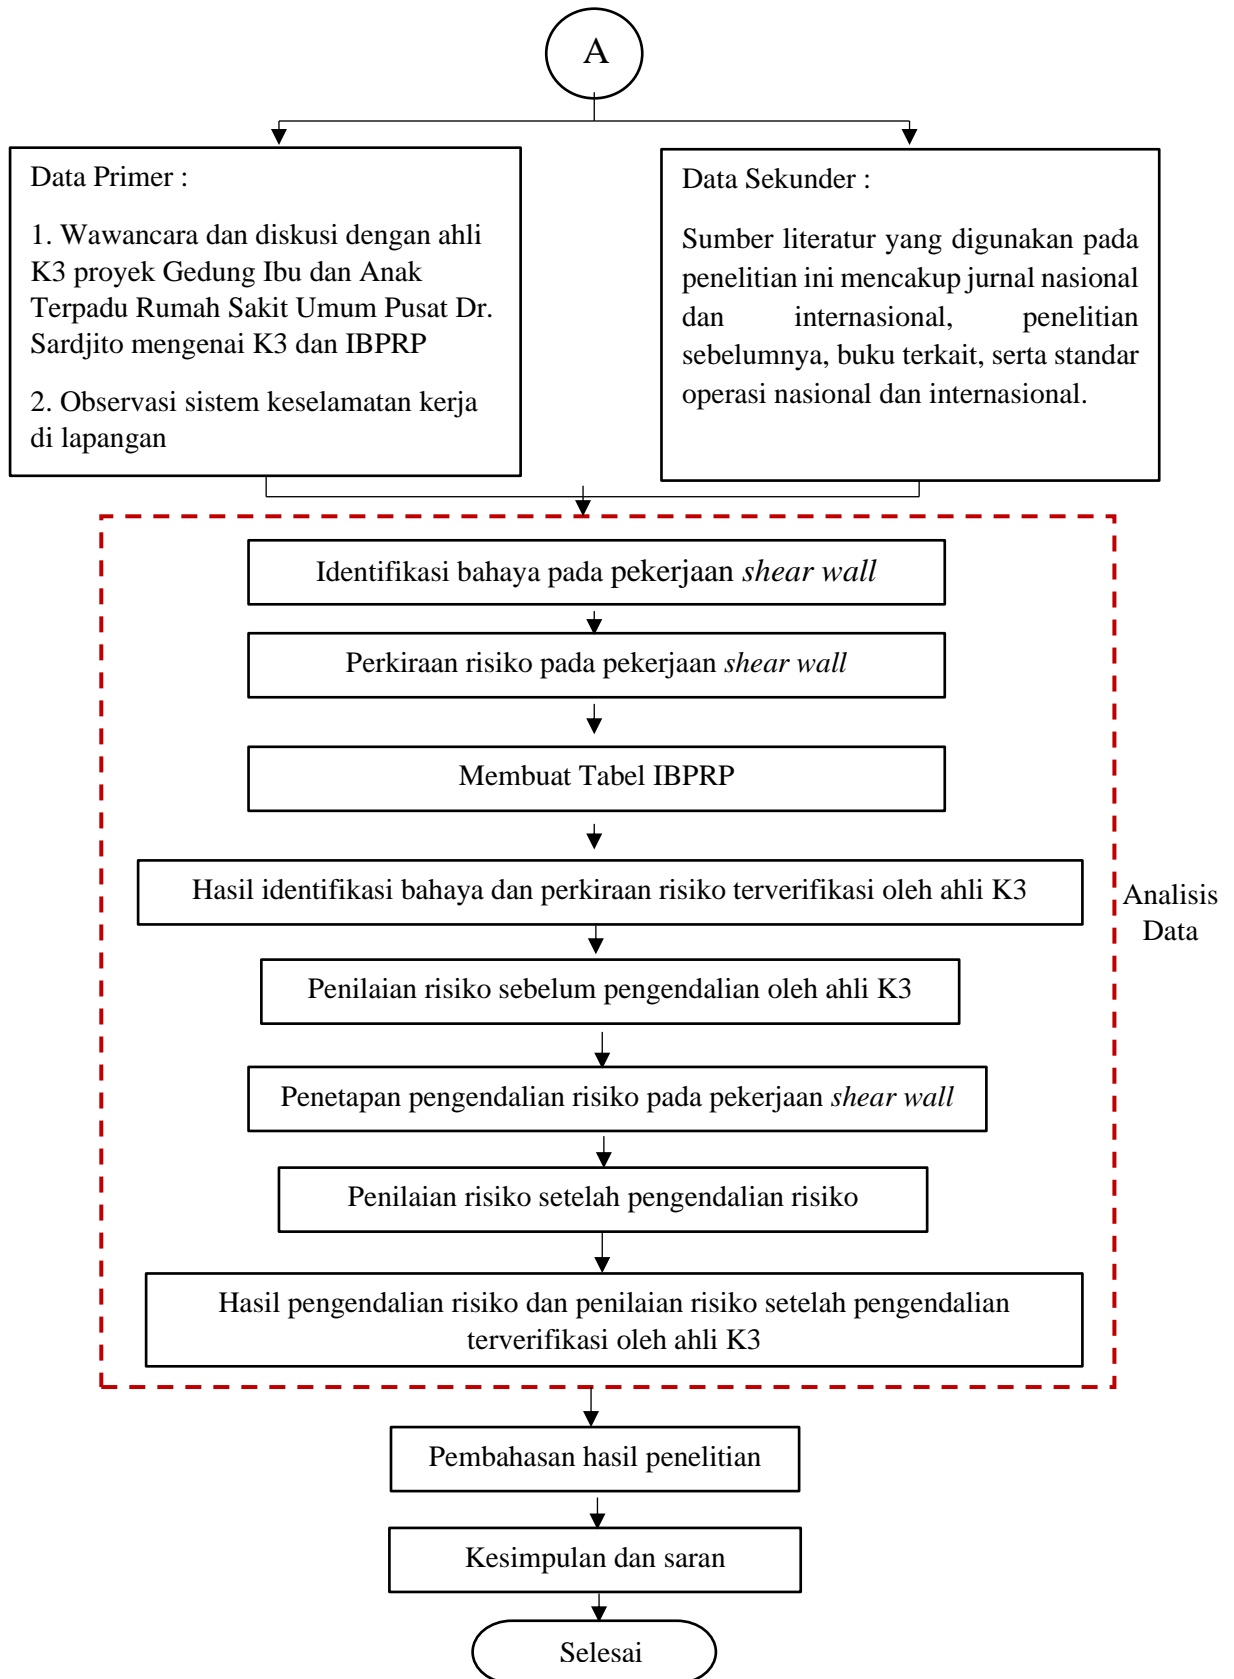 A
Data Primer :
1. Wawancara dan diskusi dengan ahli
K3 proyek Gedung Ibu dan Anak
Terpadu Rumah Sakit Umum Pusat Dr.
Sardjito mengenai K3 dan IBPRP
2. Observasi sistem keselamatan kerja
di lapangan
Data Sekunder :
Sumber literatur yang digunakan pada
penelitian ini mencakup jurnal nasional
dan internasional, penelitian
sebelumnya, buku terkait, serta standar
operasi nasional dan internasional.
Identifikasi bahaya pada pekerjaan shear wall
Perkiraan risiko pada pekerjaan shear wall
Membuat Tabel IBPRP
Hasil identifikasi bahaya dan perkiraan risiko terverifikasi oleh ahli K3
Analisis
Data
Penilaian risiko sebelum pengendalian oleh ahli K3
Penetapan pengendalian risiko pada pekerjaan shear wall
Penilaian risiko setelah pengendalian risiko
Hasil pengendalian risiko dan penilaian risiko setelah pengendalian
terverifikasi oleh ahli K3
Pembahasan hasil penelitian
Kesimpulan dan saran
Selesai